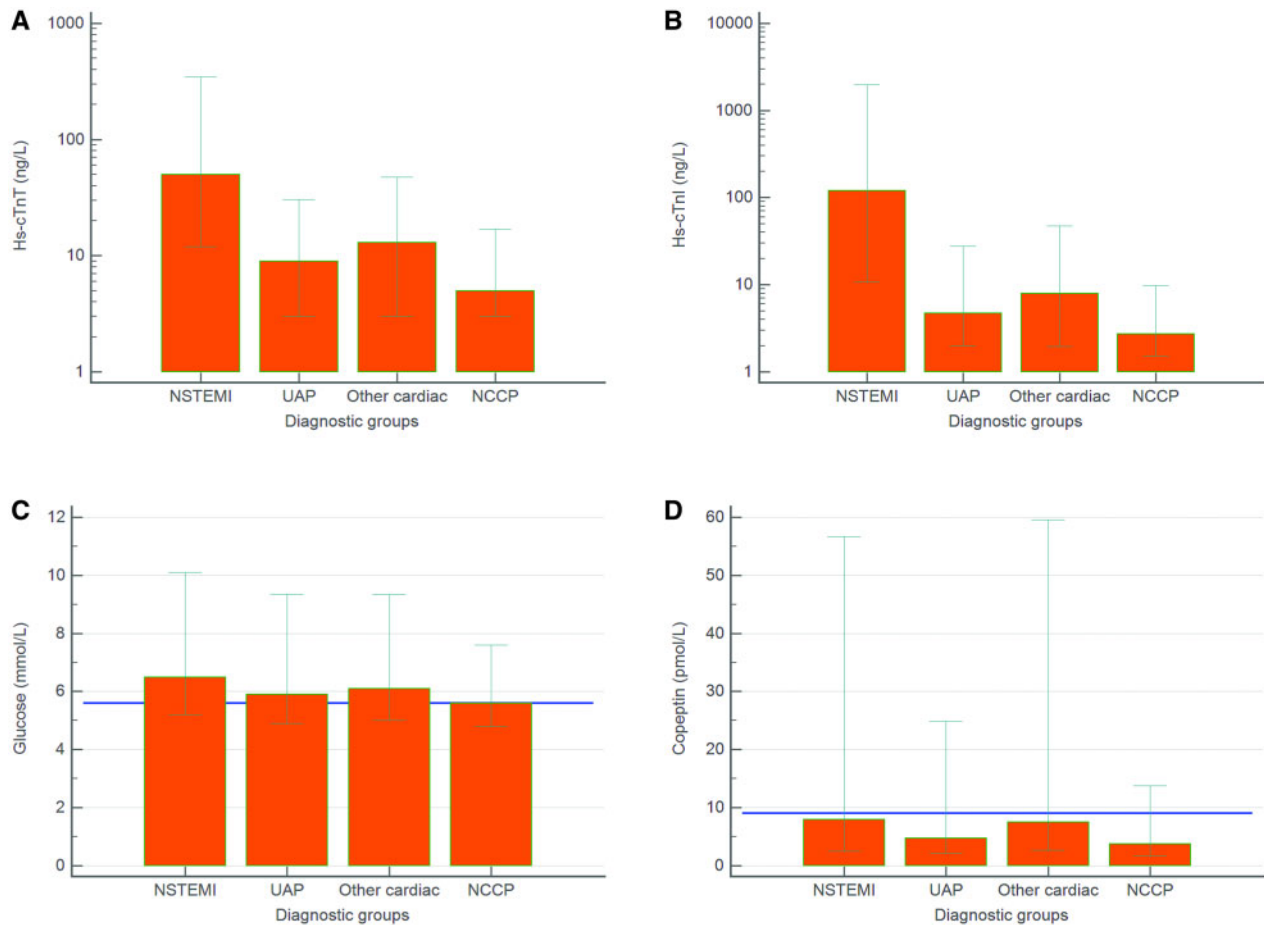 A
1000
100
10
1
Hs-cTnT (ng/L)
NSTEMI UAP Other cardiac NCCP
Diagnostic groups
B
10000
1000
100
10
1
Hs-cTnI (ng/L)
NSTEMI UAP Other cardiac NCCP
Diagnostic groups
C
12
10
8
6
4
2
0
Glucose (mmol/L)
NSTEMI UAP Other cardiac NCCP
Diagnostic groups
D
60
50
40
30
20
10
0
Copeptin (pmol/L)
NSTEMI UAP Other cardiac NCCP
Diagnostic groups